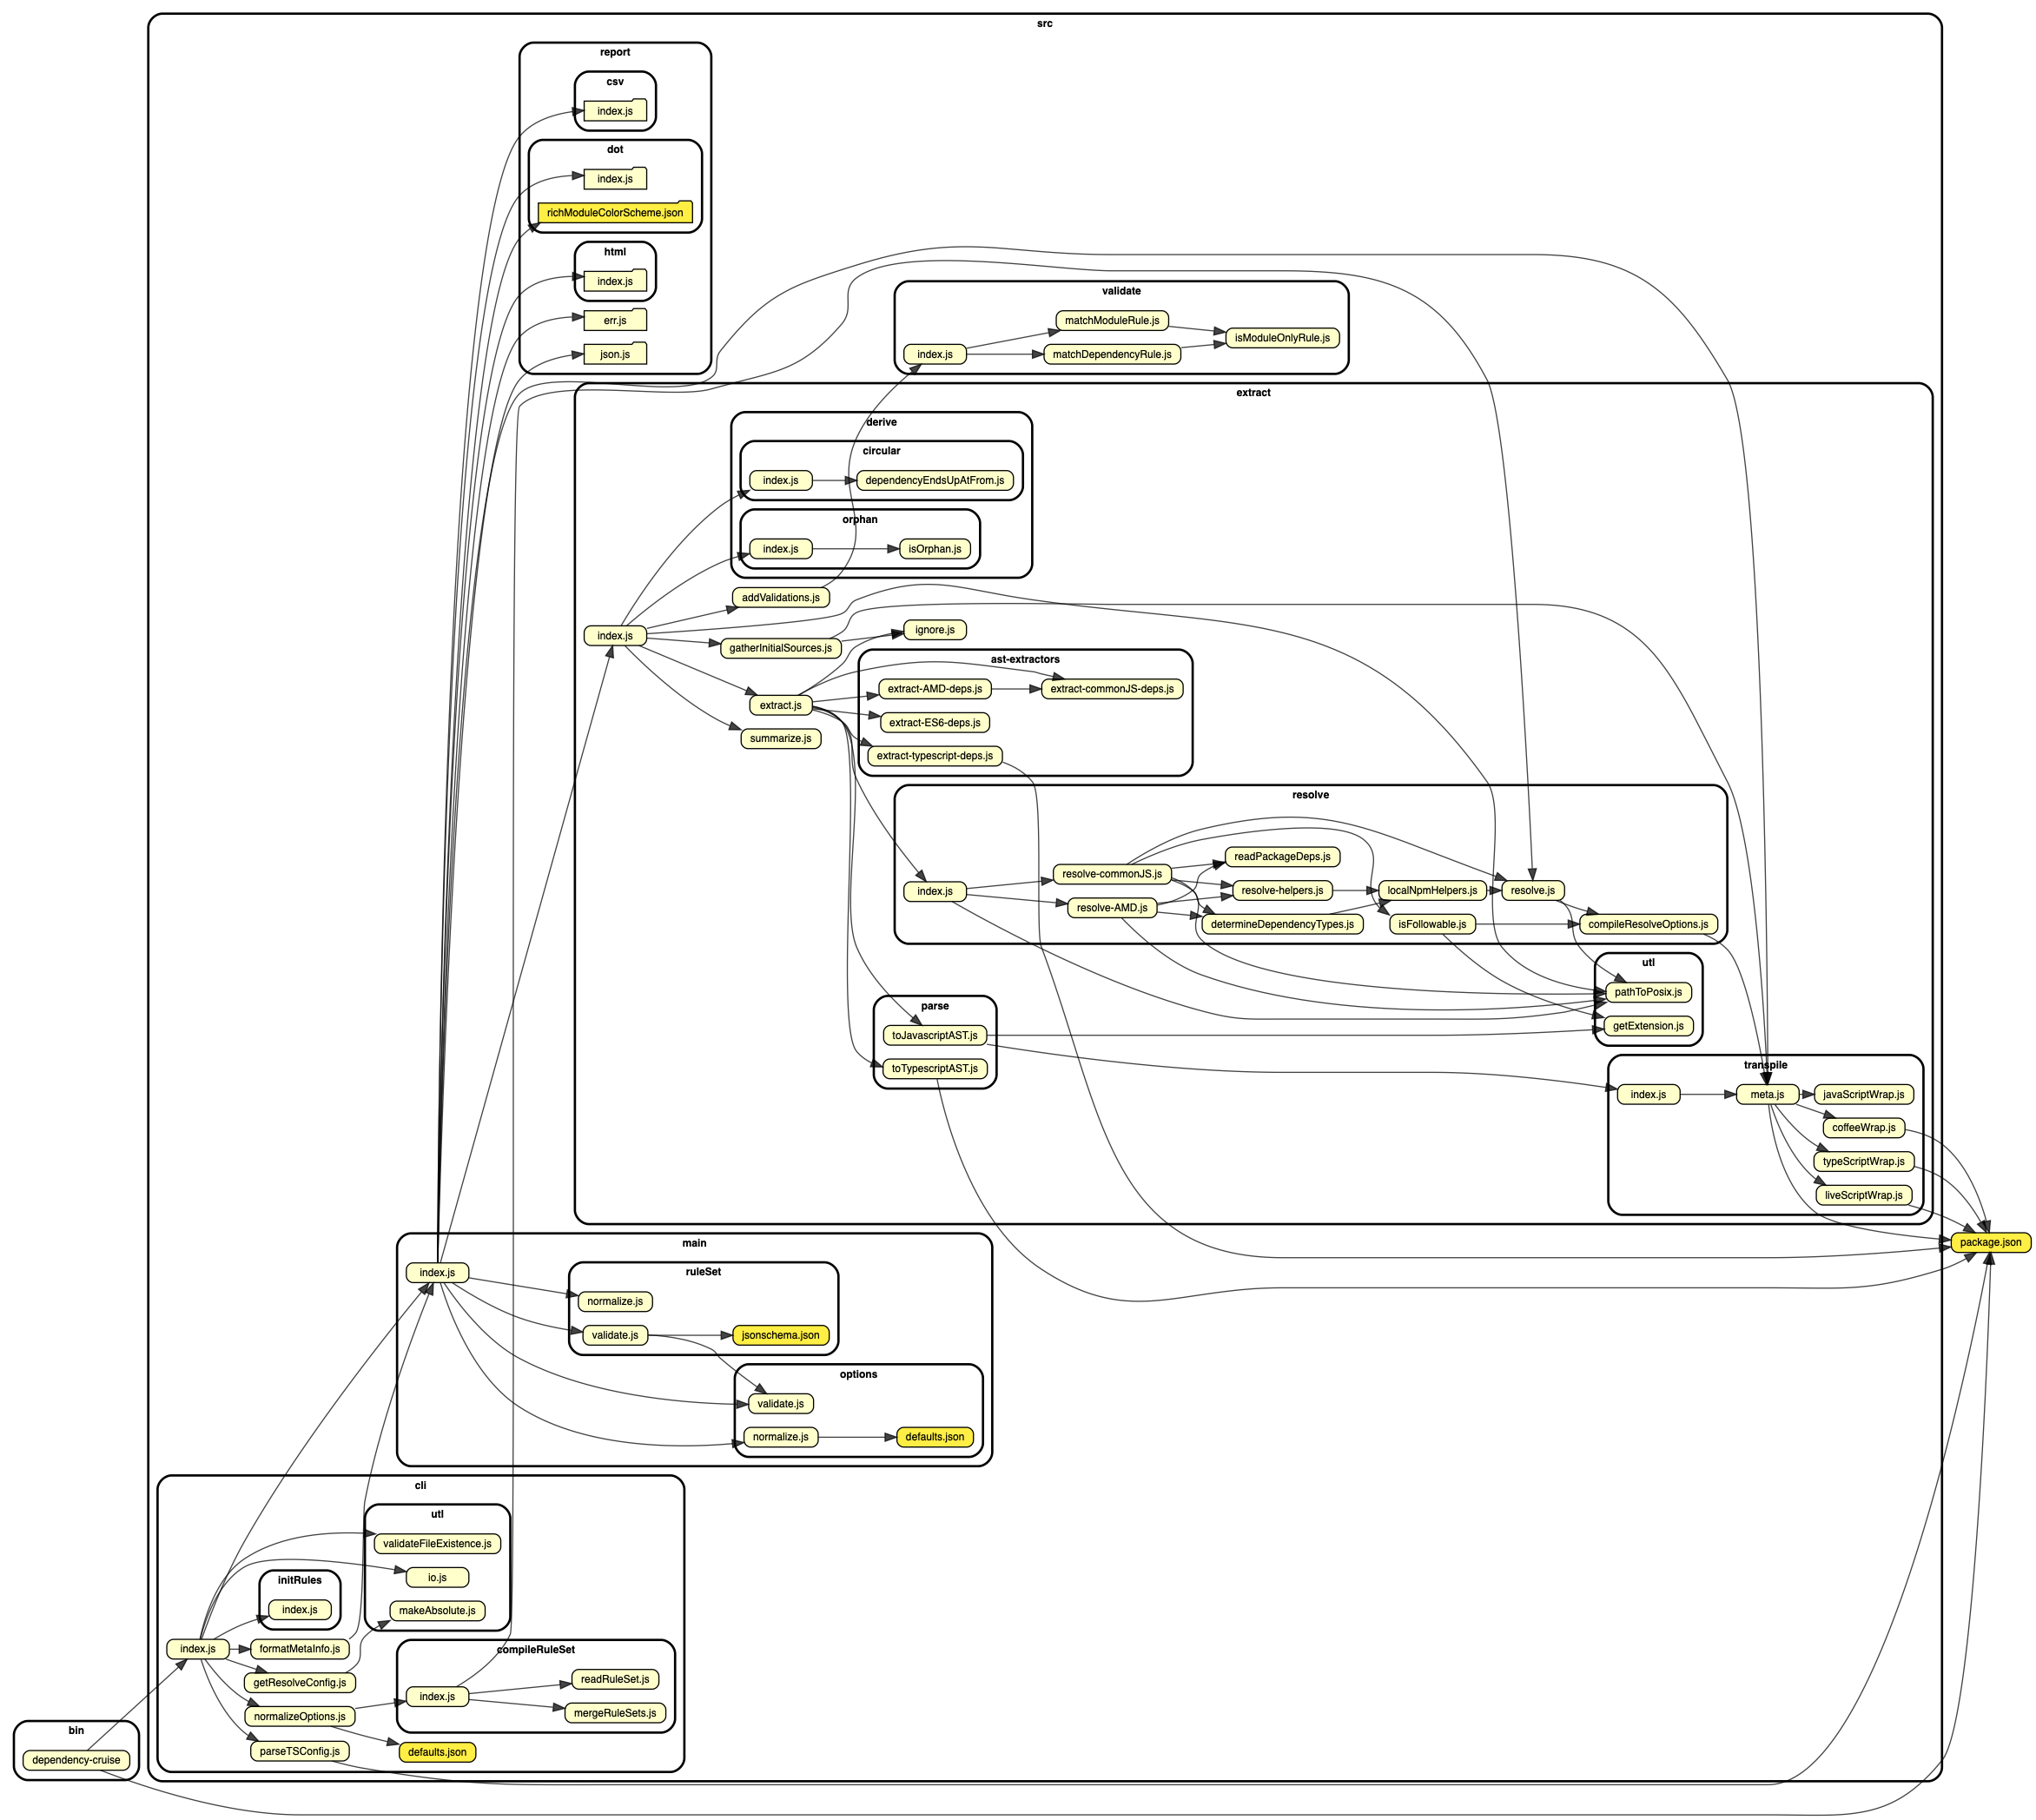 src
report
csv
index.js
dot
index.js
richModuleColorScheme.json
html
index.js
err.js
json.js
validate
matchModuleRule.js
isModuleOnlyRule.js
index.js
matchDependencyRule.js
extract
derive
circular
index.js
dependencyEndsUpAtFrom.js
orphan
index.js
isOrphan.js
addValidations.js
index.js
ignore.js
gatherInitialSources.js
ast-extractors
extract-AMD-deps.js
extract-commonJS-deps.js
extract.js
extract-ES6-deps.js
summarize.js
extract-typescript-deps.js
resolve
readPackageDeps.js
resolve-commonJS.js
index.js
resolve-helpers.js
localNpmHelpers.js
resolve.js
resolve-AMD.js
determineDependencyTypes.js
isFollowable.js
compileResolveOptions.js
utl
pathToPosix.js
getExtension.js
parse
toJavascriptAST.js
toTypescriptAST.js
transpile
index.js
meta.js
javaScriptWrap.js
coffeeWrap.js
typeScriptWrap.js
liveScriptWrap.js
package.json
main
index.js
ruleSet
normalize.js
validate.js
jsonschema.json
options
validate.js
normalize.js
defaults.json
cli
utl
validateFileExistence.js
io.js
makeAbsolute.js
initRules
index.js
index.js
formatMetaInfo.js
getResolveConfig.js
normalizeOptions.js
parseTSConfig.js
compileRuleSet
index.js
readRuleSet.js
mergeRuleSets.js
defaults.json
bin
dependency-cruise